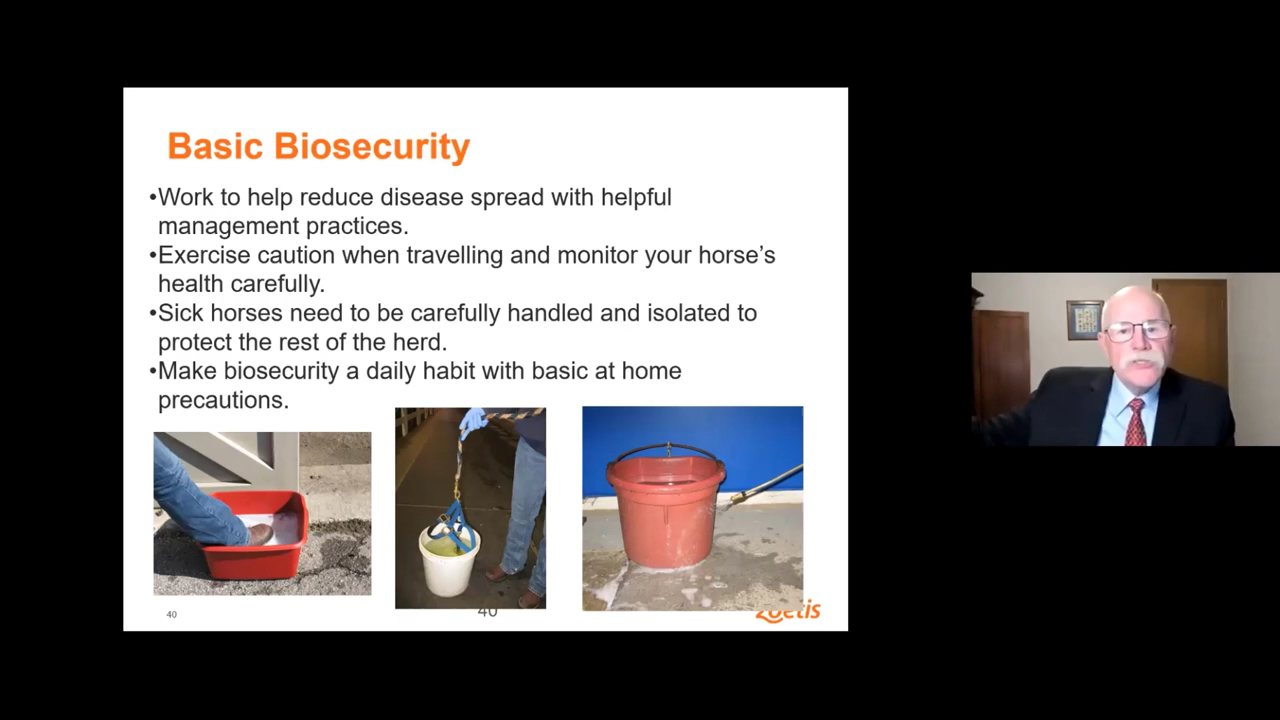 Basic Biosecurity
•Work to help reduce disease spread with helpful
management practices.
•Exercise caution when travelling and monitor your horse’s
health carefully.
•Sick horses need to be carefully handled and isolated to
protect the rest of the herd.
•Make biosecurity a daily habit with basic at home
precautions.
40
40
zoetis